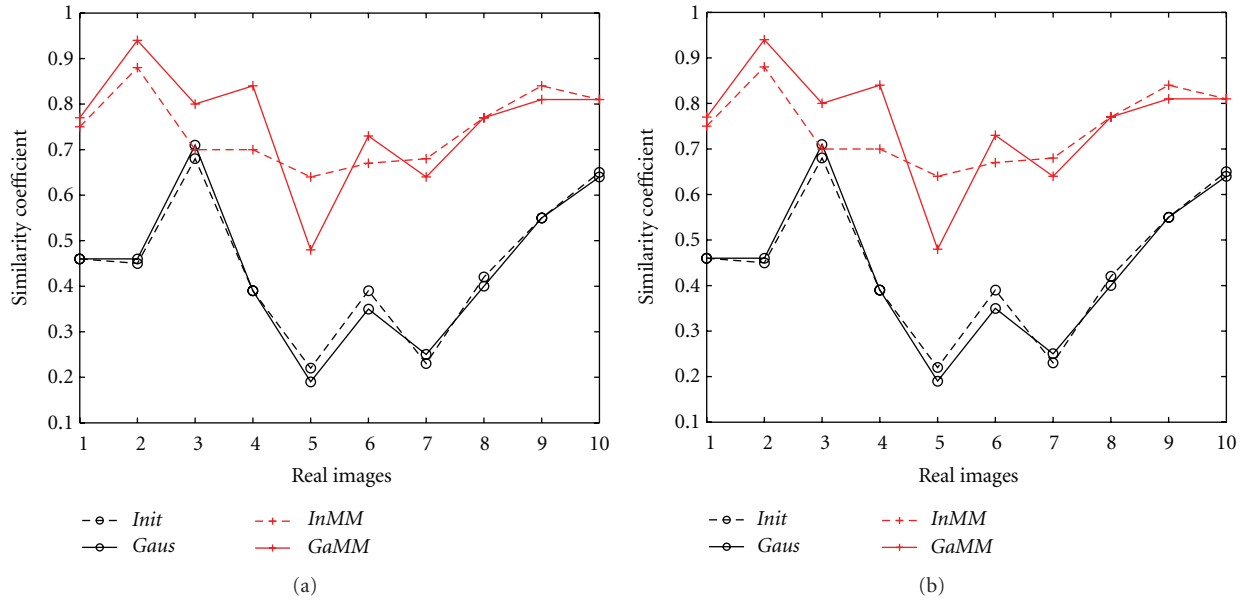 1
0.9
0.8
0.7
0.6
0.5
0.4
0.3
0.2
0.1
Similarity coefficient
1 2 3 4 5 6 7 8 9 10
Real images
Init
Gaus
InMM
GaMM
(a)
1
0.9
0.8
0.7
0.6
0.5
0.4
0.3
0.2
0.1
Similarity coefficient
1 2 3 4 5 6 7 8 9 10
Real images
Init
Gaus
InMM
GaMM
(b)